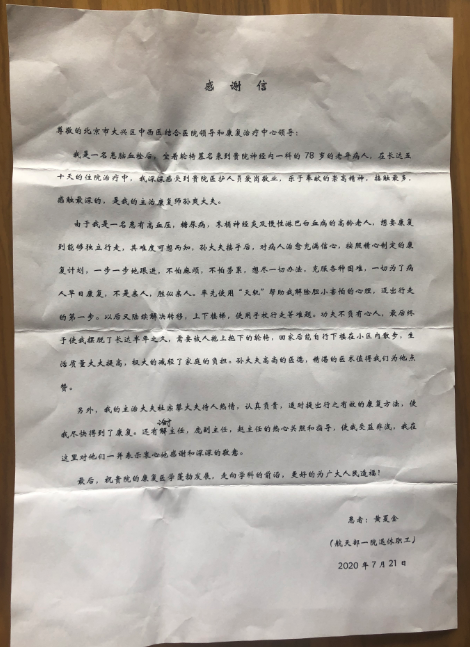 感 谢 信
尊敬的北京市大兴区中西医结合医院领导和康复治疗中心领导：
我是一名患脑血栓后，坐着轮椅慕名来到贵院神经内一科的78岁的老年病人，在长达五
十天的住院治疗中，我深深感受到贵院医护人员爱岗敬业，乐于奉献的崇高精神，接触最多，
感触最深的，是我的主治康复师孙爽大夫。
由于我是一名患有高血压，糖尿病，末梢神经炎及慢性淋巴白血病的高龄老人，想要康复
到能够独立行走，其难度可想而知，孙大夫接手后，对病人治愈充满信心，按照精心制定的康
复计划，一步一步地跟进，不怕麻烦，不怕劳累，想尽一切办法，克服各种困难，一切为了病
人早日康复，不是亲人，胜似亲人。率先使用“天轨”帮助我解除胆小害怕的心理，迈出行走
的第一步。以后又陆续解决转移，上下楼梯，使用手杖行走等难题。功夫不负有心人，最后终
于使我摆脱了长达半年之久，需要被人抱上抱下的轮椅，回家后能自行下楼在小区内散步，生
活质量大大提高，极大的减轻了家庭的负担。孙大夫高尚的医德，精湛的医术值得我们为他点
赞。
另外，我的主治大夫杜亲大夫待人热情，认真负责，适时提出行之有效的康复方法，使
我尽快得到了康复。还有解主任，庞副主任，赵主任的热心关照和指导，使我受益非浅，我在
这里对他们一并表示衷心地感谢和深深的敬意。
最后，祝贵院的康复医学蓬勃发展，走向学科的前沿，更好的为广大人民造福！
患者：黄夏金
（航天部一院退休职工）
2020年7月21日